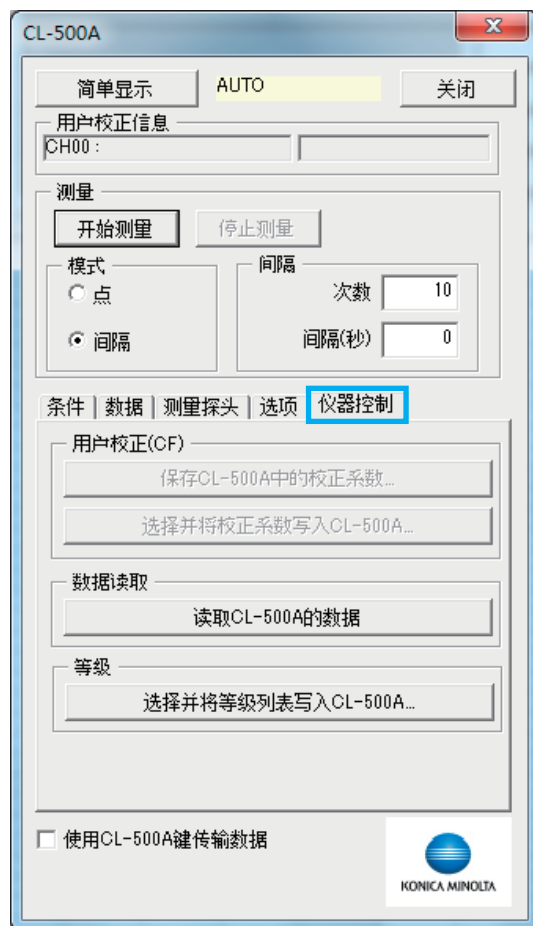 CL-500A
简单显示 AUTO 关闭
用户校正信息
CH00 :
测量
开始测量 停止测量
模式
点
间隔
间隔
次数 10
间隔(秒) 0
条件 数据 测量探头 选项 仪器控制
用户校正(CF)
保存CL-500A中的校正系数...
选择并将校正系数写入CL-500A...
数据读取
读取CL-500A的数据
等级
选择并将等级列表写入CL-500A...
使用CL-500A键传输数据
KONICA MINOLTA